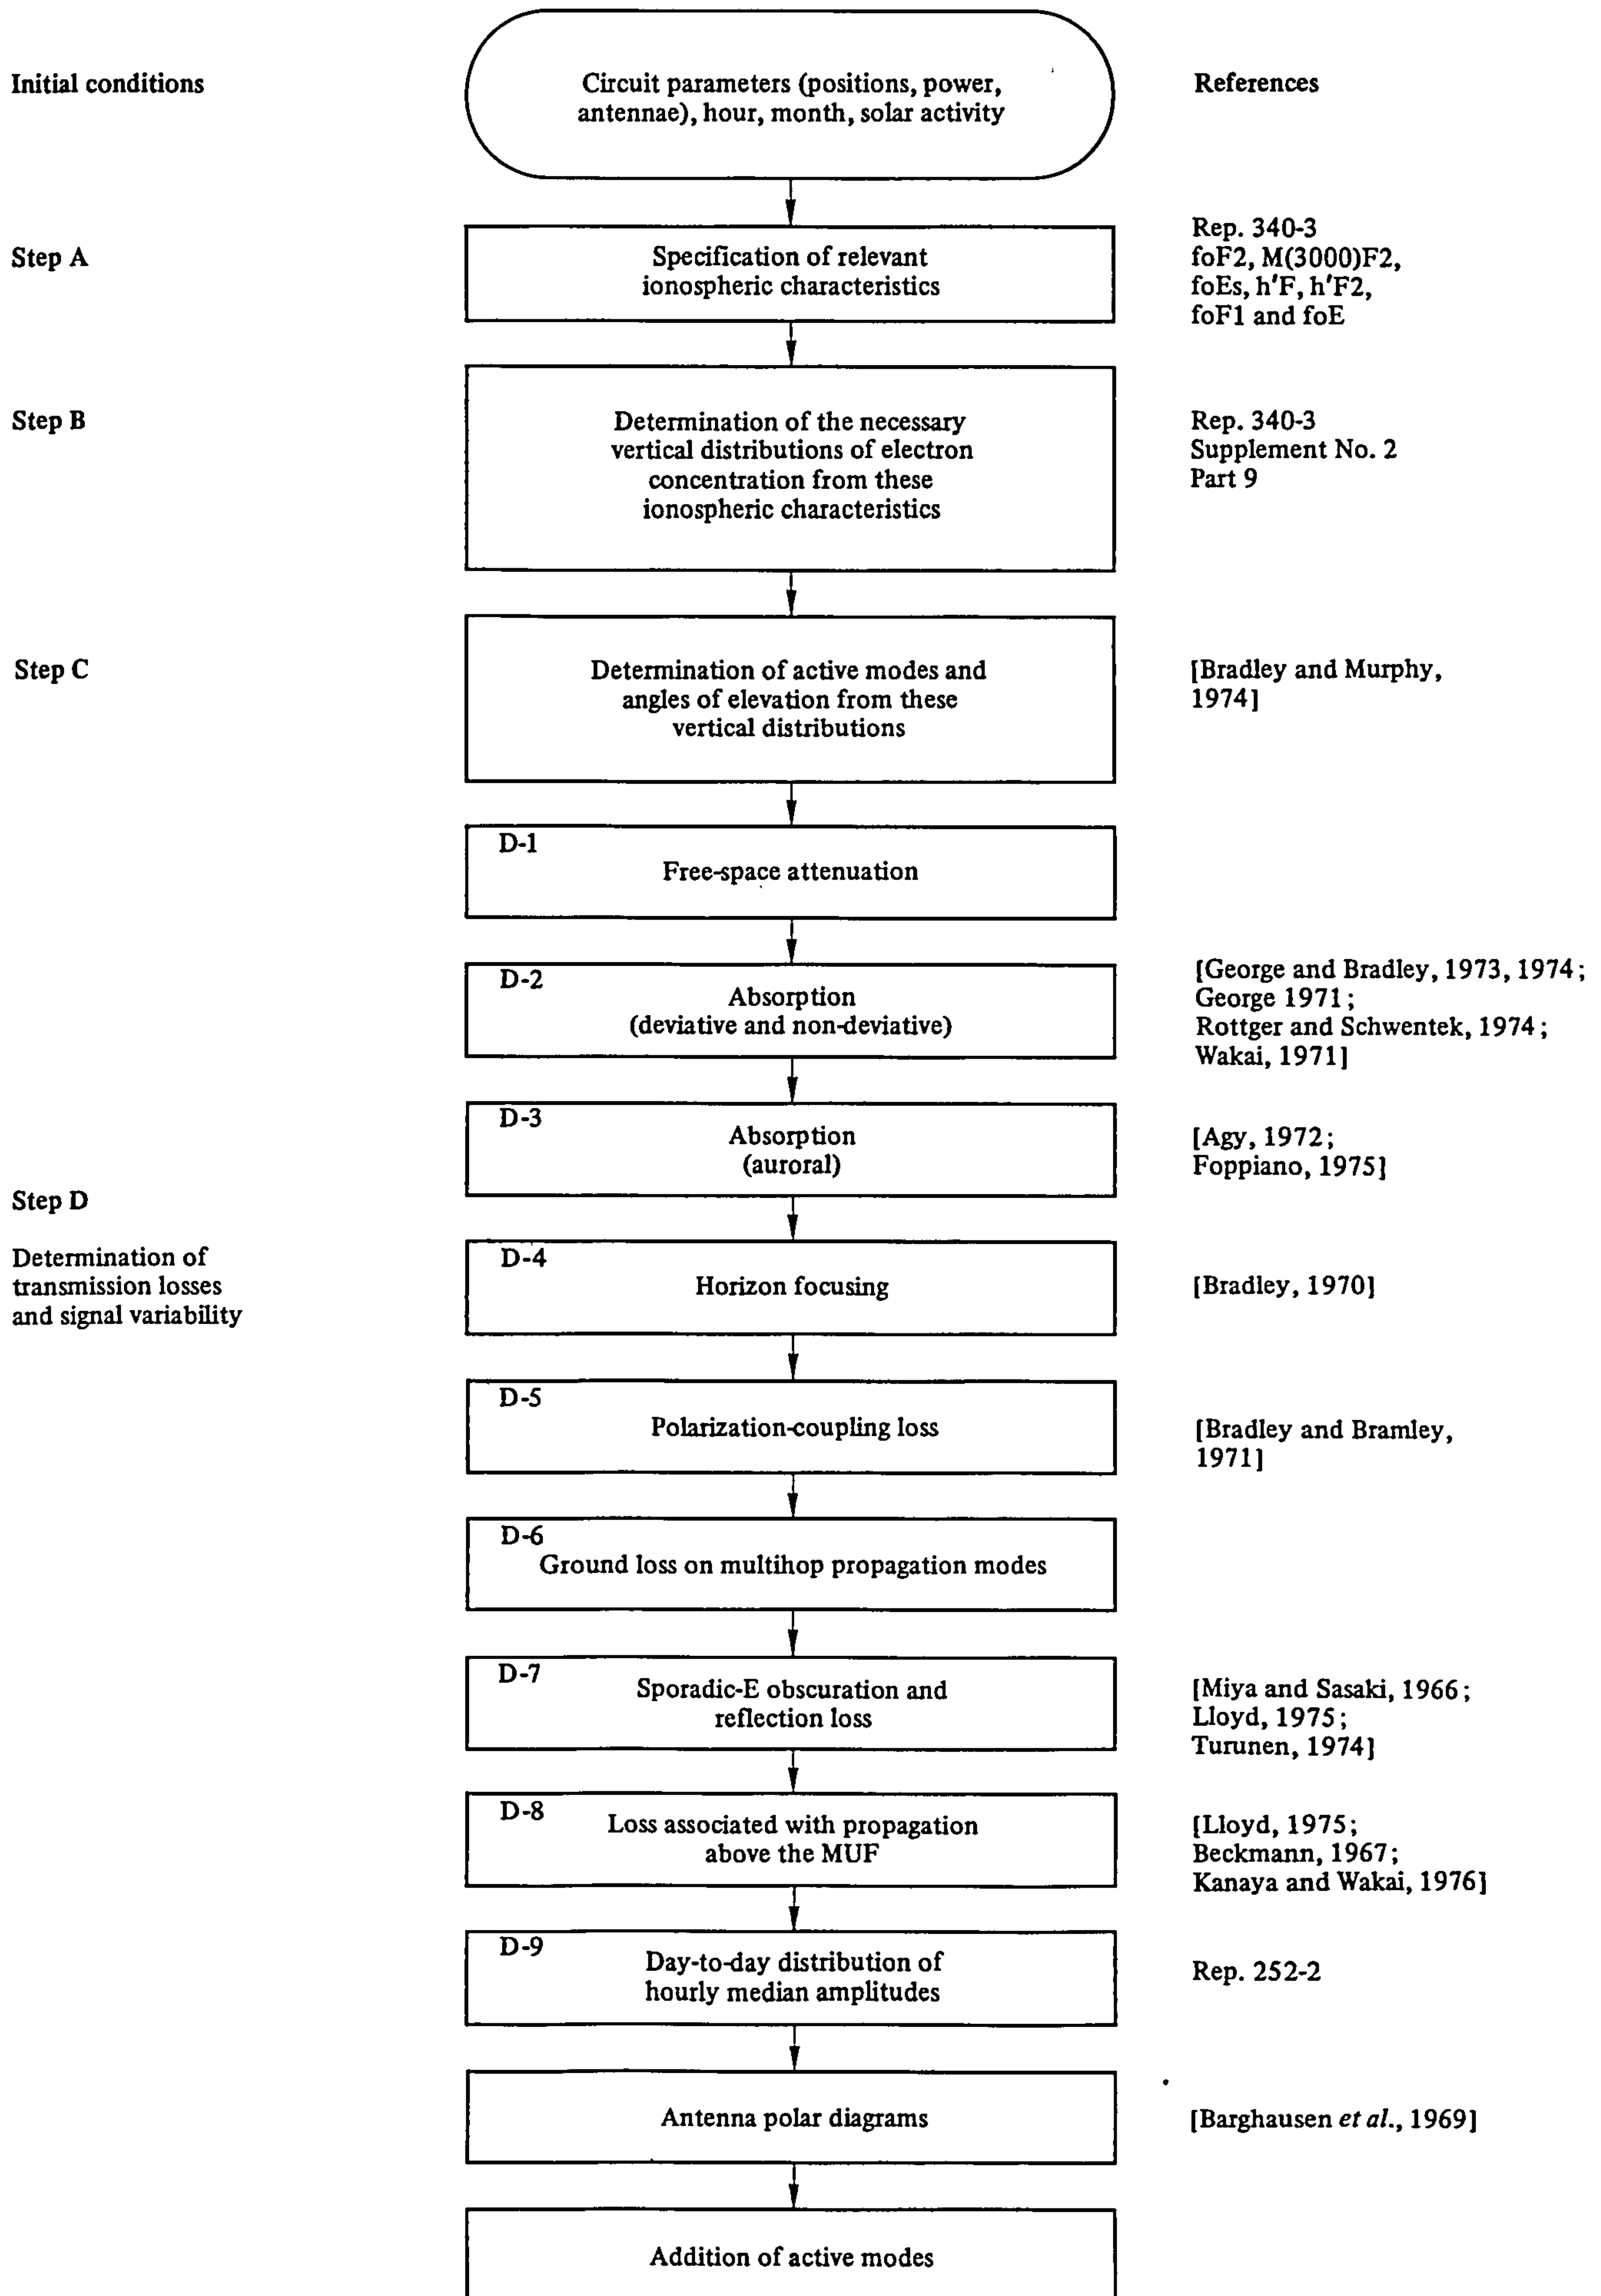 Initial conditions
Circuit parameters (positions, power,
antennae), hour, month, solar activity
References
Step A
Specification of relevant
ionospheric characteristics
Rep. 340-3
foF2, M(3000)F2,
foEs, h'F, h'F2,
foF1 and foE
Step B
Determination of the necessary
vertical distributions of electron
concentration from these
ionospheric characteristics
Rep. 340-3
Supplement No. 2
Part 9
Step C
Determination of active modes and
angles of elevation from these
vertical distributions
[Bradley and Murphy,
1974]
D-1
Free-space attenuation
D-2
Absorption
(deviative and non-deviative)
[George and Bradley, 1973, 1974;
George 1971;
Rottger and Schwentek, 1974;
Wakai, 1971]
D-3
Absorption
(auroral)
[Agy, 1972;
Foppiano, 1975]
Step D
Determination of
transmission losses
and signal variability
D-4
Horizon focusing
[Bradley, 1970]
D-5
Polarization-coupling loss
[Bradley and Bramley,
1971]
D-6
Ground loss on multihop propagation modes
D-7
Sporadic-E obscuration and
reflection loss
[Miya and Sasaki, 1966;
Lloyd, 1975;
Turunen, 1974]
D-8
Loss associated with propagation
above the MUF
[Lloyd, 1975;
Beckmann, 1967;
Kanaya and Wakai, 1976]
D-9
Day-to-day distribution of
hourly median amplitudes
Rep. 252-2
Antenna polar diagrams
[Barghausen et al., 1969]
Addition of active modes